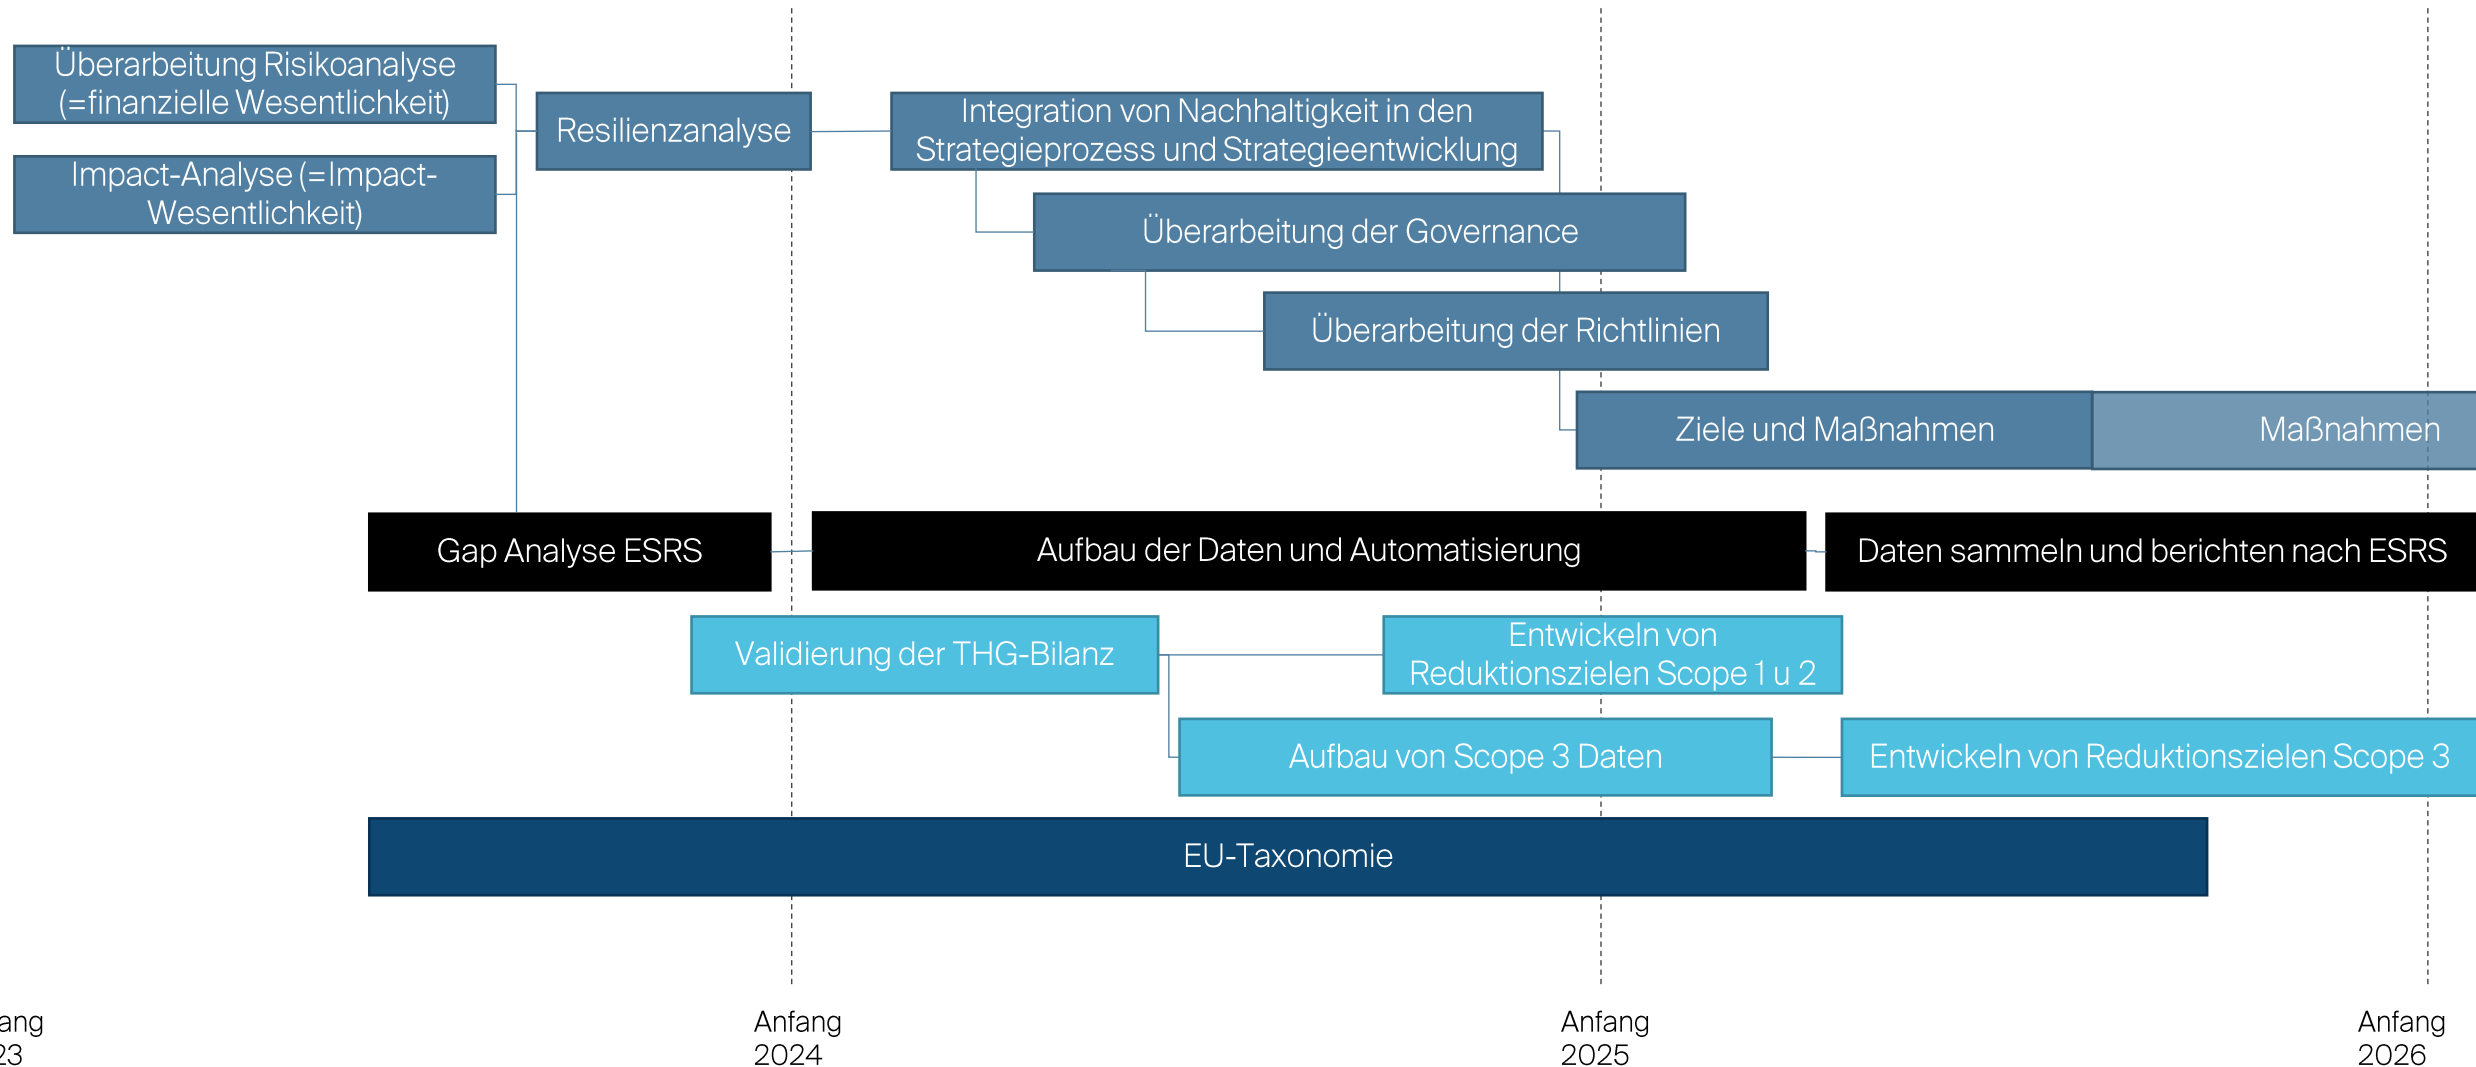 Überarbeitung Risikoanalyse
(=finanzielle Wesentlichkeit)
Impact-Analyse (=Impact-
Wesentlichkeit)
Resilienzanalyse
Integration von Nachhaltigkeit in den
Strategieprozess und Strategieentwicklung
Überarbeitung der Governance
Überarbeitung der Richtlinien
Ziele und Maßnahmen
Maßnahmen
Gap Analyse ESRS
Aufbau der Daten und Automatisierung
Daten sammeln und berichten nach ESRS
Validierung der THG-Bilanz
Entwickeln von
Reduktionszielen Scope 1 u 2
Aufbau von Scope 3 Daten
Entwickeln von Reduktionszielen Scope 3
EU-Taxonomie
ang
23
Anfang
2024
Anfang
2025
Anfang
2026